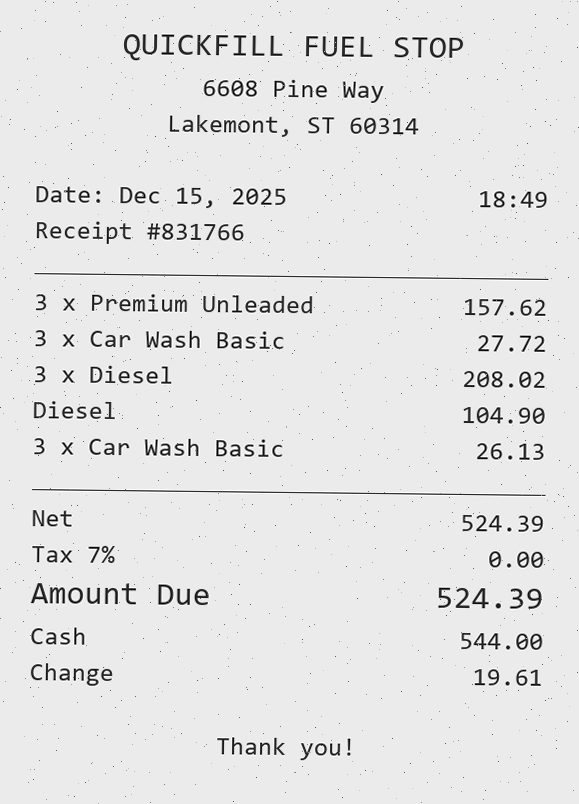 QUICKFILL FUEL STOP
6608 Pine Way
Lakemont, ST 60314
Date: Dec 15, 2025 18:49
Receipt #831766
3 x Premium Unleaded 157.62
3 x Car Wash Basic 27.72
3 x Diesel 208.02
Diesel 104.90
3 x Car Wash Basic 26.13
Net 524.39
Tax 7% 0.00
Amount Due 524.39
Cash 544.00
Change 19.61
Thank you!